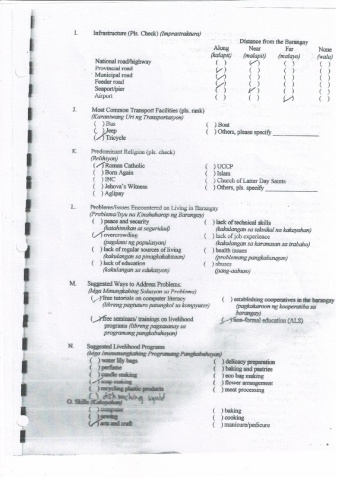 I. Infrastructure (Pls. Check) (Imprastraktura)
Distance from the Barangay
Along Near Far None
(kalapit) (malapit) (malayo) (wala)
National road/highway ( ) (✓) ( ) ( )
Provincial road (✓) ( ) ( ) ( )
Municipal road (✓) ( ) ( ) ( )
Feeder road (✓) ( ) ( ) ( )
Seaport/pier ( ) (✓) ( ) ( )
Airport ( ) ( ) (✓) ( )
J. Most Common Transport Facilities (pls. rank)
(Karaniwang Uri ng Transportasyon)
( ) Bus ( ) Boat
( ) Jeep ( ) Others, please specify
(✓) Tricycle
K. Predominant Religion (pls. check)
(Relihiyon)
(✓) Roman Catholic ( ) UCCP
( ) Born Again ( ) Islam
( ) INC ( ) Church of Latter Day Saints
( ) Jehova's Witness ( ) Others, pls. specify
( ) Aglipay
L. Problems/Issues Encountered on Living in Barangay
(Problema/Isyu na Kinakaharap ng Barangay)
( ) peace and security ( ) lack of technical skills
(katahimikan at seguridad) (kakulangan sa teknikal na kakayahan)
(✓) overcrowding ( ) lack of job experience
(pagdami ng populasyon) (kakulangan sa karanasan sa trabaho)
( ) lack of regular sources of living ( ) health issues
(kakulangan sa pinagkakakitaan) (problemang pangkalusugan)
( ) lack of education ( ) abuses
(kakulangan sa edukasyon) (pang-aabuso)
M. Suggested Ways to Address Problems:
(Mga Minungkahing Solusyon sa Problema)
(✓) free tutorials on computer literacy ( ) establishing cooperatives in the barangay
(libreng pagtuturo patungkol sa kompyuter) (pagkakaroon ng kooperatiba sa barangay)
(✓) free seminars/ trainings on livelihood (✓) non-formal education (ALS)
programs (libreng pagsasanay sa
programang pangkabuhayan)
N. Suggested Livelihood Programs
(Mga Iminumungkahing Programang Pangkabuhayan)
( ) water lily bags ( ) delicacy preparation
( ) perfume ( ) baking and pastries
( ) candle making ( ) eco bag making
(✓) soap making ( ) flower arrangement
( ) recycling plastic products ( ) meat processing
( ) dishwashing liquid
O. Skills (Kakayahan)
( ) computer ( ) baking
( ) sewing ( ) cooking
(✓) arts and craft ( ) manicure/pedicure